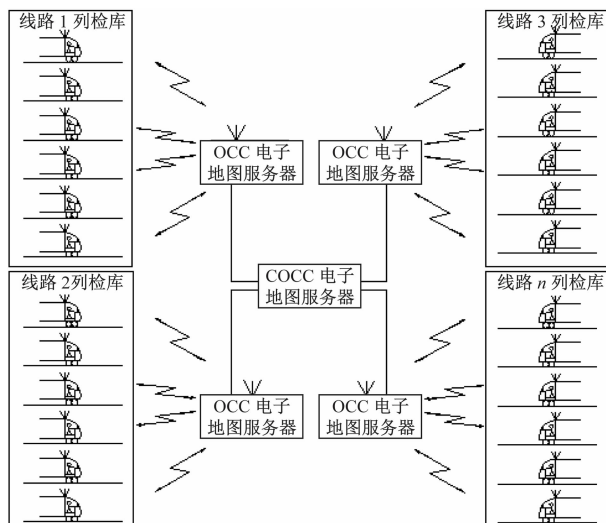 线路 1 列检库
线路 3 列检库
OCC 电子
地图服务器
OCC 电子
地图服务器
COCC 电子
地图服务器
线路 2列检库
线路 n 列检库
OCC 电子
地图服务器
OCC 电子
地图服务器